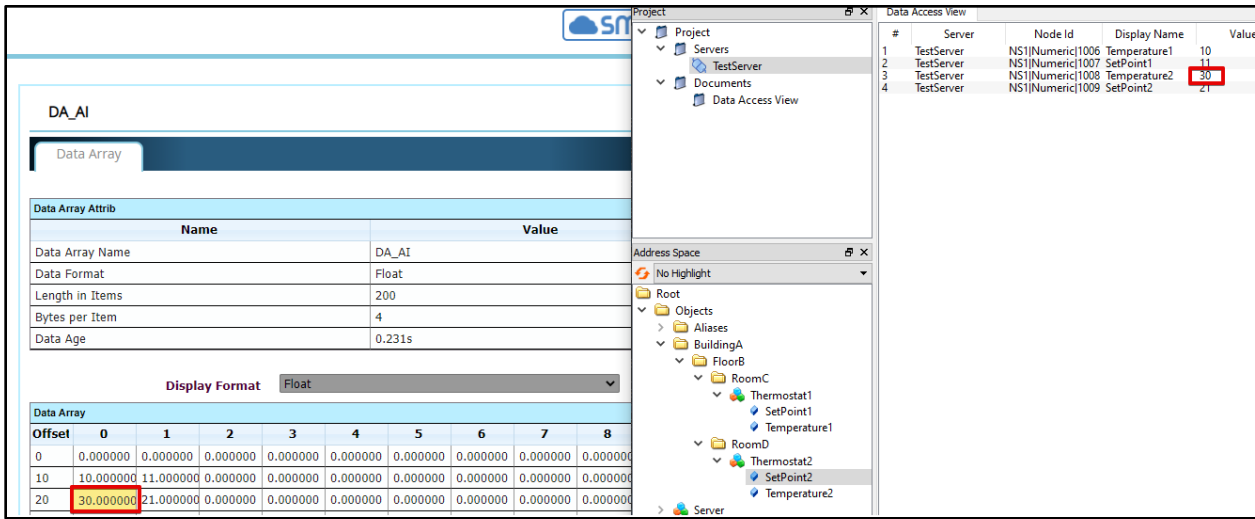 SM
DA_AI
Data Array
Data Array Attrib
Name Value
Data Array Name DA_AI
Data Format Float
Length in Items 200
Bytes per Item 4
Data Age 0.231s
Display Format Float
Data Array
Offset 0 1 2 3 4 5 6 7 8
0 0.000000 0.000000 0.000000 0.000000 0.000000 0.000000 0.000000 0.000000 0.000000
10 10.000000 11.000000 0.000000 0.000000 0.000000 0.000000 0.000000 0.000000 0.000000
20 30.000000 21.000000 0.000000 0.000000 0.000000 0.000000 0.000000 0.000000 0.000000
Project
Project
Servers
TestServer
Documents
Data Access View
Address Space
No Highlight
Root
Objects
Aliases
BuildingA
FloorB
RoomC
Thermostat1
SetPoint1
Temperature1
RoomD
Thermostat2
SetPoint2
Temperature2
Server
Data Access View
# Server Node Id Display Name Value
1 TestServer NS1|Numeric|1006 Temperature1 10
2 TestServer NS1|Numeric|1007 SetPoint1 11
3 TestServer NS1|Numeric|1008 Temperature2 30
4 TestServer NS1|Numeric|1009 SetPoint2 21